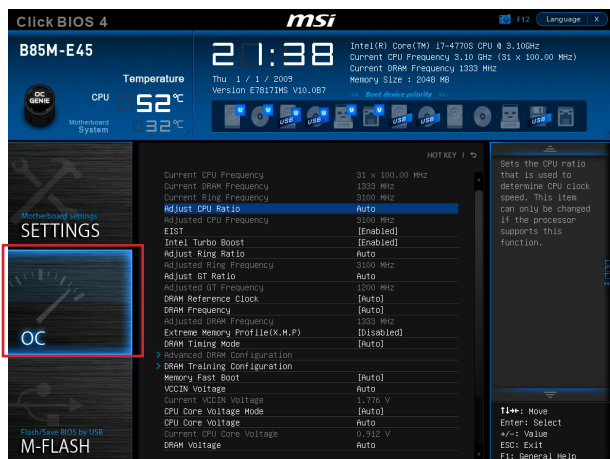 Click BIOS 4
msi
F12 Language X
B85M-E45
21:38
Thu 1 / 1 / 2009
Version E7817IMS V10.0B7
Intel(R) Core(TM) i7-4770S CPU @ 3.10GHz
Current CPU Frequency 3.10 GHz (31 x 100.00 MHz)
Current DRAM Frequency 1333 MHz
Memory Size : 2048 MB
Boot device priority
Temperature
OC GENIE
CPU 52°C
Motherboard System 32°C
U U U U U U U
USB USB USB USB
HOT KEY
Motherboard settings
SETTINGS
OC
Flash/Save BIOS by USB
M-FLASH
Current CPU Frequency 31 x 100.00 MHz
Current DRAM Frequency 1333 MHz
Current Ring Frequency 3100 MHz
Adjust CPU Ratio Auto
Adjusted CPU Frequency 3100 MHz
EIST [Enabled]
Intel Turbo Boost [Enabled]
Adjust Ring Ratio Auto
Adjusted Ring Frequency 3100 MHz
Adjust GT Ratio Auto
Adjusted GT Frequency 1200 MHz
DRAM Reference Clock [Auto]
DRAM Frequency [Auto]
Adjusted DRAM Frequency 1333 MHz
Extreme Memory Profile(X.M.P) [Disabled]
DRAM Timing Mode [Auto]
> Advanced DRAM Configuration
> DRAM Training Configuration
Memory Fast Boot [Auto]
VCCIN Voltage Auto
Current VCCIN Voltage 1.776 V
CPU Core Voltage Mode [Auto]
CPU Core Voltage Auto
Current CPU Core Voltage 0.912 V
DRAM Voltage Auto
Sets the CPU ratio
that is used to
determine CPU clock
speed. This item
can only be changed
if the processor
supports this
function.
↑↓→←: Move
Enter: Select
+/-: Value
ESC: Exit
F1: General Help